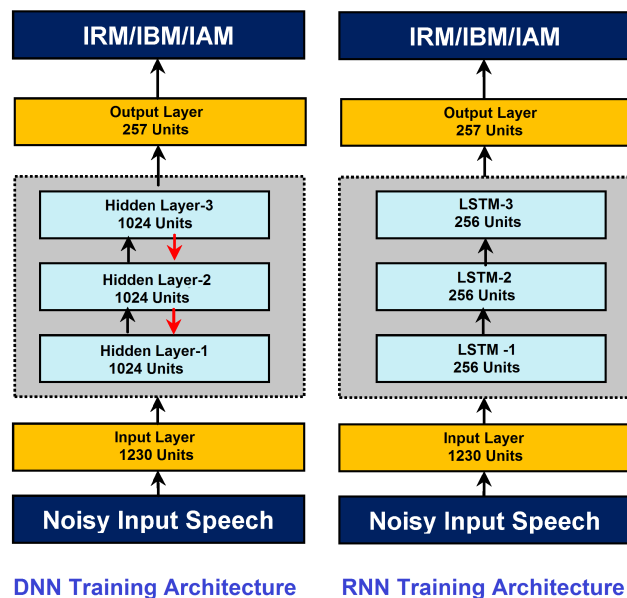 IRM/IBM/IAM
Output Layer
257 Units
Hidden Layer-3
1024 Units
Hidden Layer-2
1024 Units
Hidden Layer-1
1024 Units
Input Layer
1230 Units
Noisy Input Speech
DNN Training Architecture
IRM/IBM/IAM
Output Layer
257 Units
LSTM-3
256 Units
LSTM-2
256 Units
LSTM -1
256 Units
Input Layer
1230 Units
Noisy Input Speech
RNN Training Architecture